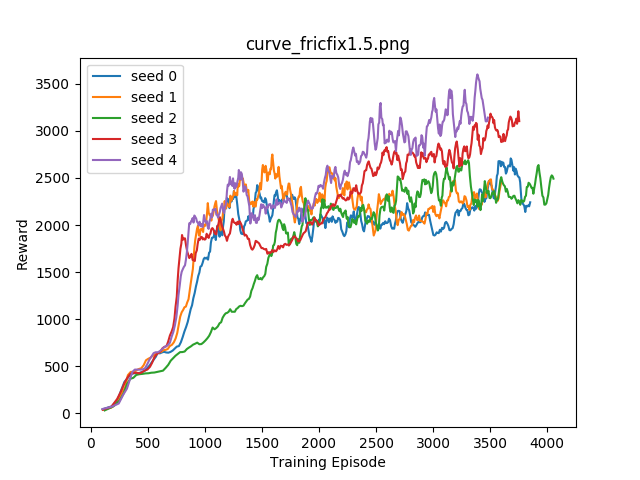 curve_fricfix1.5.png
seed 0
seed 1
seed 2
seed 3
seed 4
Reward
3500
3000
2500
2000
1500
1000
500
0
0 500 1000 1500 2000 2500 3000 3500 4000
Training Episode